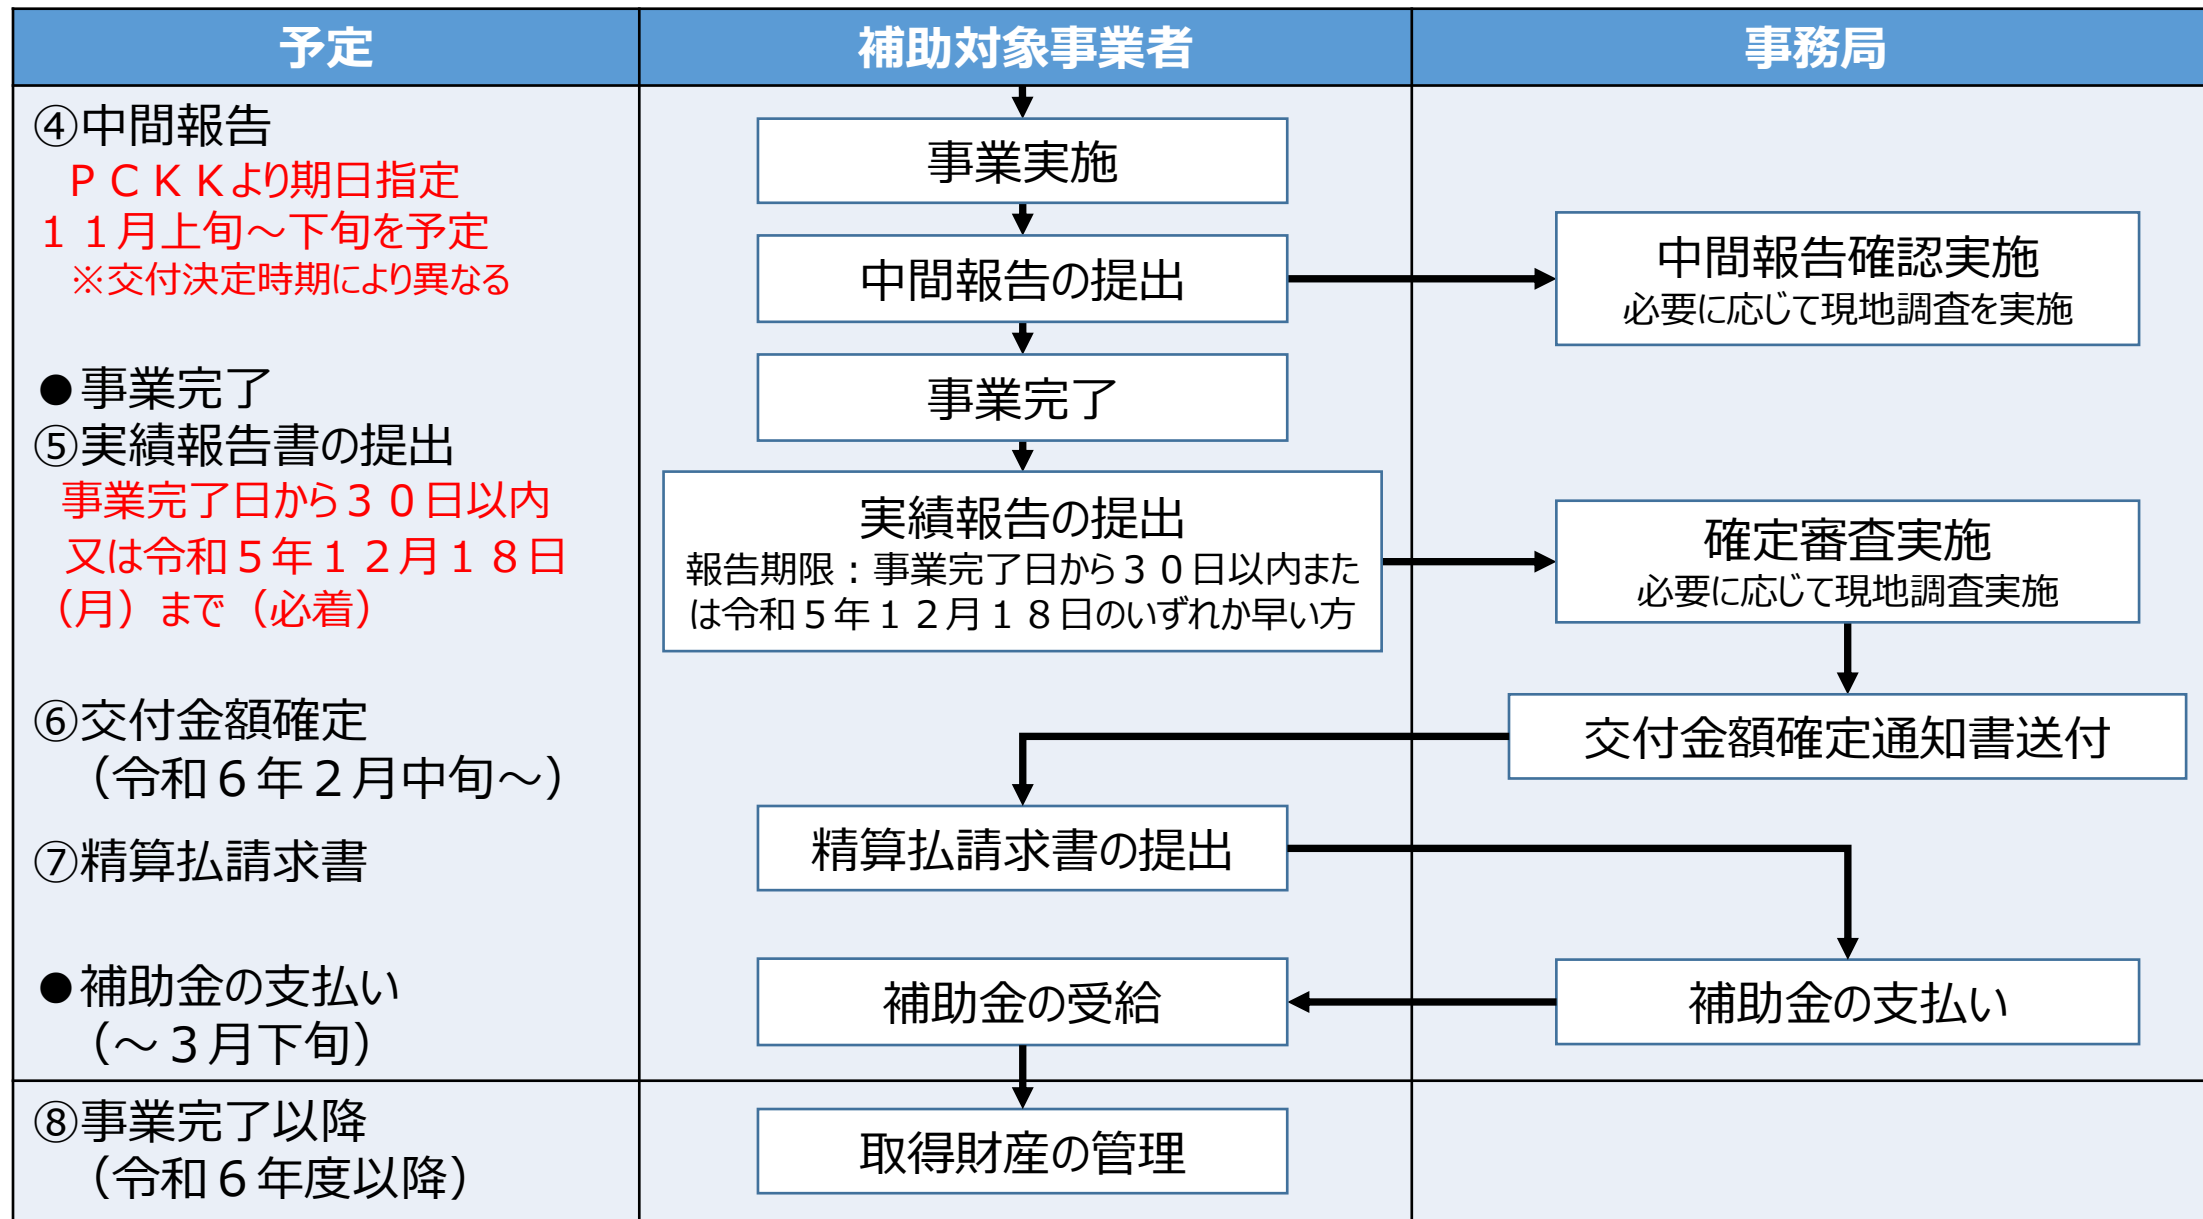 予定
補助対象事業者
事務局
④中間報告
ＰＣＫＫより期日指定
１１月上旬～下旬を予定
※交付決定時期により異なる
●事業完了
⑤実績報告書の提出
事業完了日から３０日以内
又は令和５年１２月１８日
（月）まで（必着）
⑥交付金額確定
（令和６年２月中旬～）
⑦精算払請求書
●補助金の支払い
（～３月下旬）
⑧事業完了以降
（令和６年度以降）
事業実施
中間報告の提出
事業完了
実績報告の提出
報告期限：事業完了日から３０日以内また
は令和５年１２月１８日のいずれか早い方
精算払請求書の提出
補助金の受給
取得財産の管理
中間報告確認実施
必要に応じて現地調査を実施
確定審査実施
必要に応じて現地調査実施
交付金額確定通知書送付
補助金の支払い